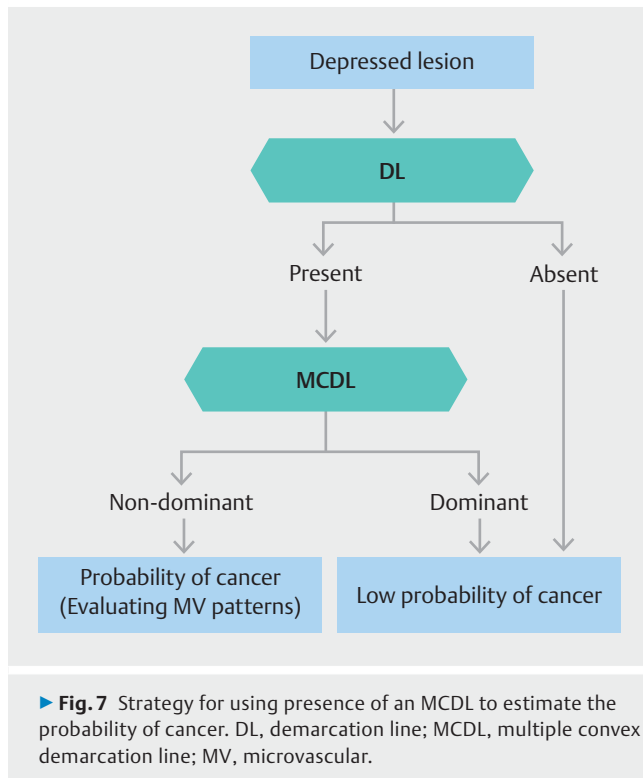 Depressed lesion
DL
Present
Absent
MCDL
Non-dominant
Dominant
Probability of cancer
(Evaluating MV patterns)
Low probability of cancer
▶ Fig. 7 Strategy for using presence of an MCDL to estimate the
probability of cancer. DL, demarcation line; MCDL, multiple convex
demarcation line; MV, microvascular.